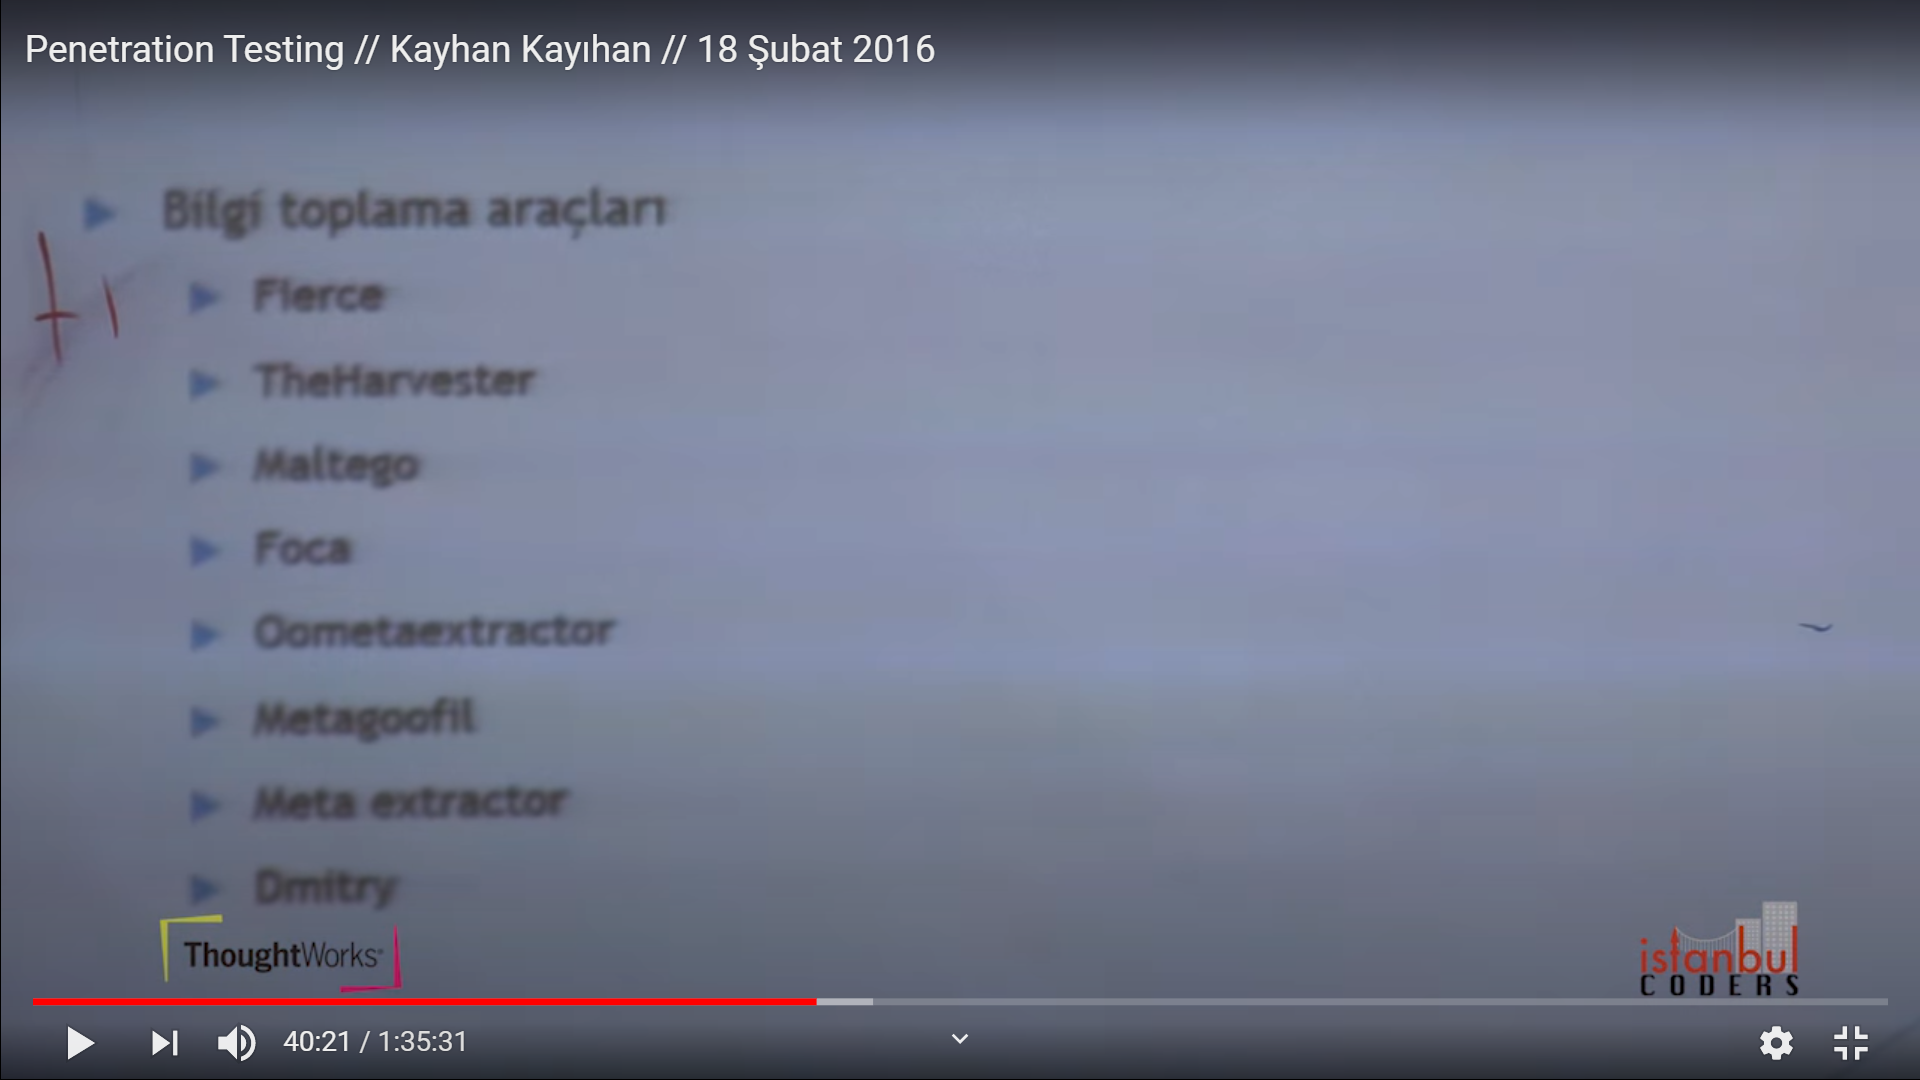 Penetration Testing // Kayhan Kayıhan // 18 Şubat 2016
Bilgi toplama araçları
Fierce
TheHarvester
Maltego
Foca
Oometaextractor
Metagoofil
Meta extractor
Dmitry
ThoughtWorks
istanbul
CODERS
40:21 / 1:35:31